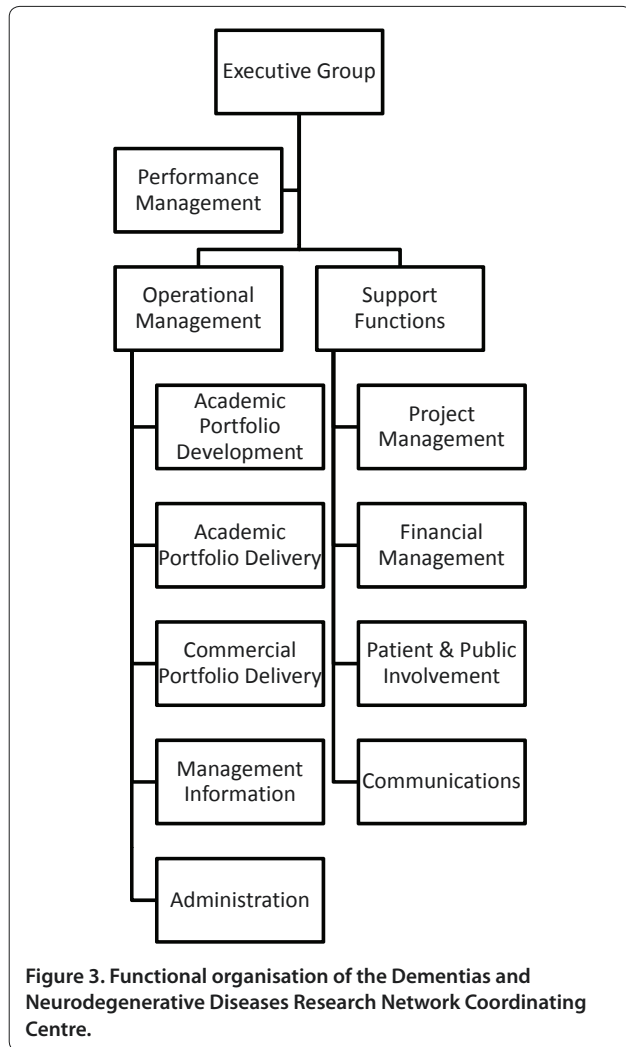 Executive Group
Performance
Management
Operational
Management
Support
Functions
Academic
Portfolio
Development
Project
Management
Academic
Portfolio Delivery
Financial
Management
Commercial
Portfolio Delivery
Patient & Public
Involvement
Management
Information
Communications
Administration
Figure 3. Functional organisation of the Dementias and
Neurodegenerative Diseases Research Network Coordinating
Centre.